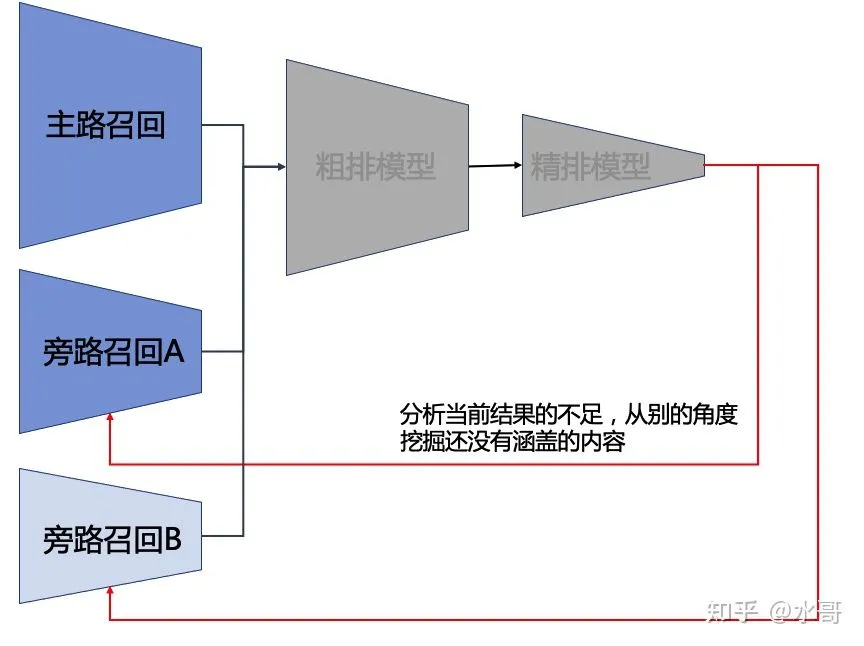 主路召回
粗排模型
精排模型
旁路召回A
分析当前结果的不足，从别的角度
挖掘还没有涵盖的内容
旁路召回B
知乎 @水哥